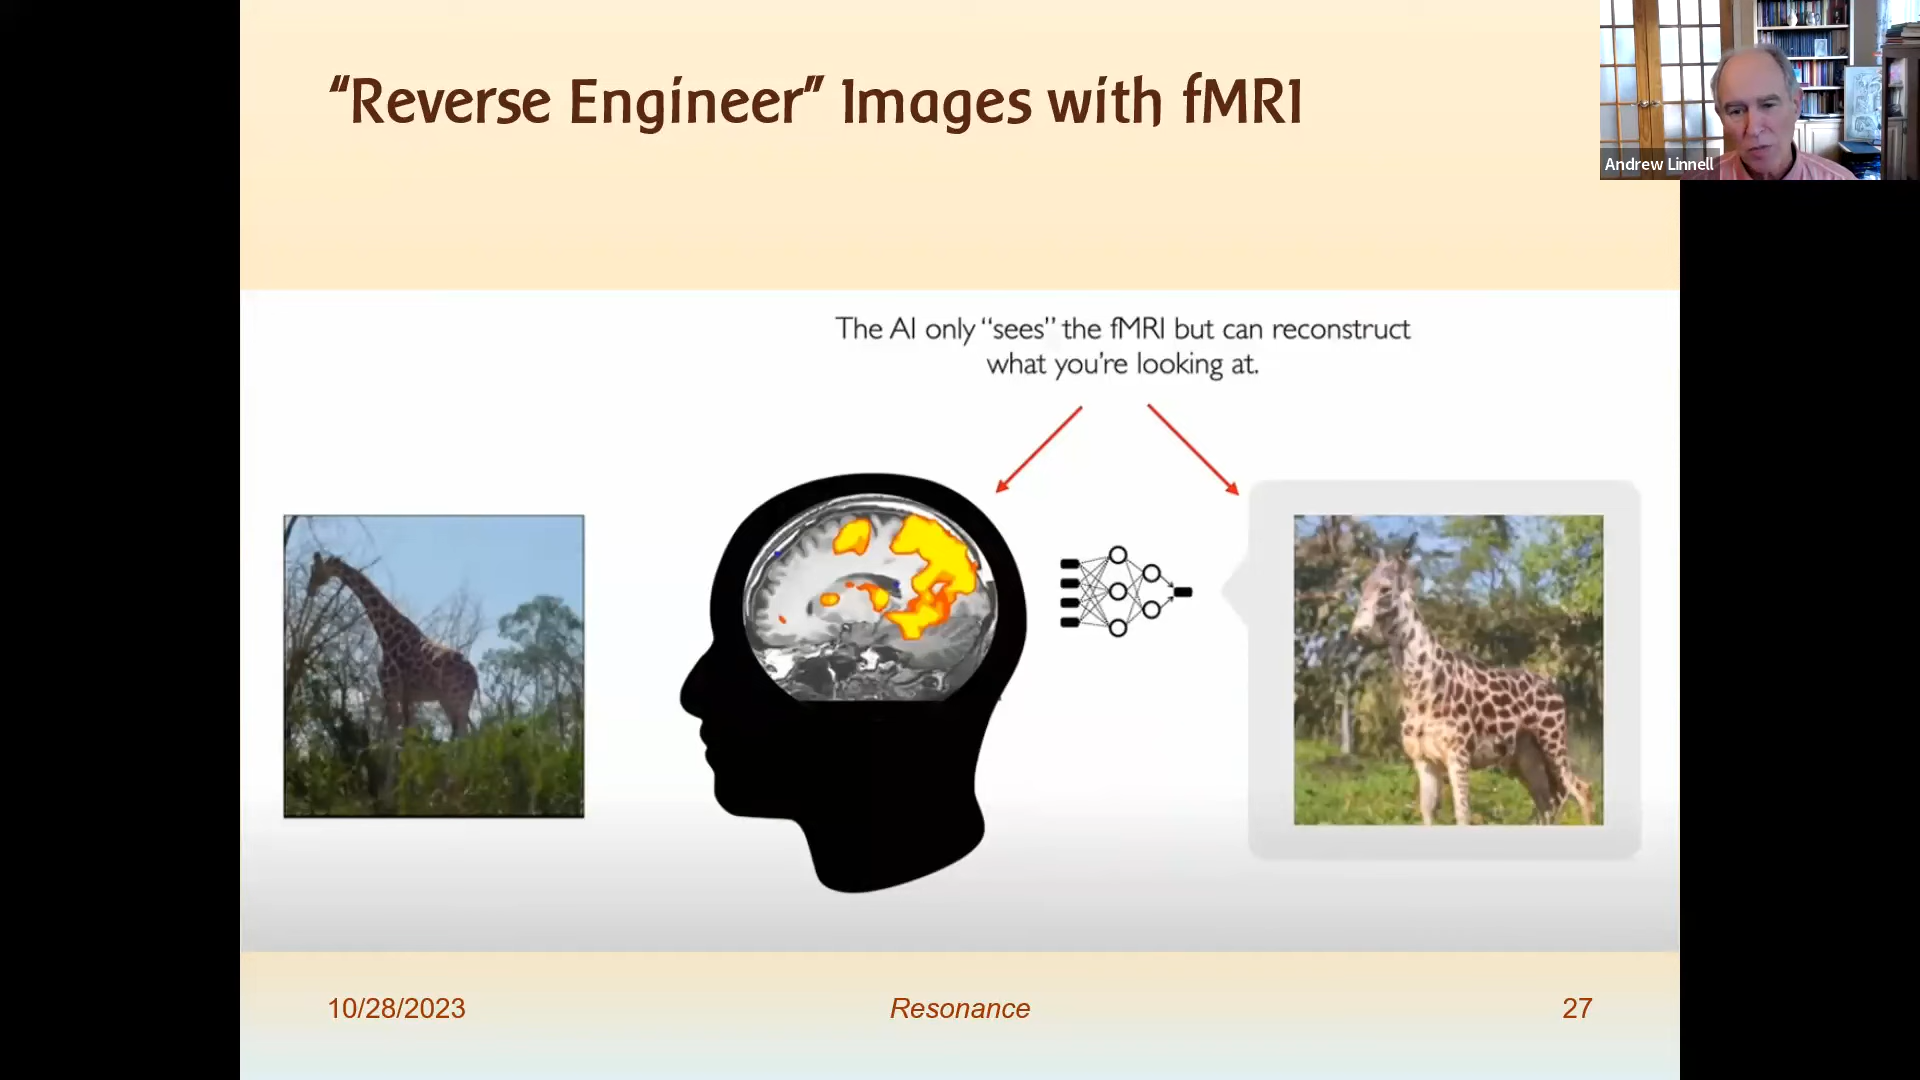 “Reverse Engineer” Images with fMRI
Andrew Linnell
The AI only “sees” the fMRI but can reconstruct
what you’re looking at.
10/28/2023
Resonance
27